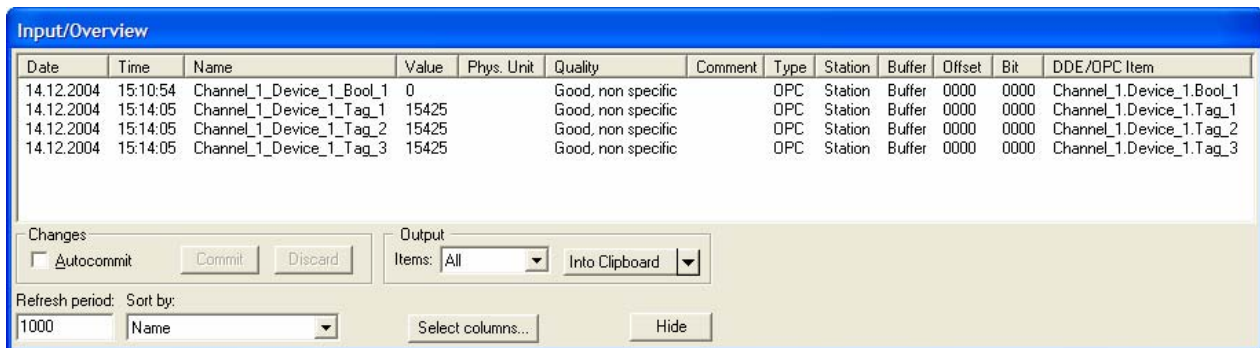 Input/Overview
Date Time Name Value Phys. Unit Quality Comment Type Station Buffer Offset Bit DDE/OPC Item
14.12.2004 15:10:54 Channel_1_Device_1_Bool_1 0 Good, non specific OPC Station Buffer 0000 0000 Channel_1.Device_1.Bool_1
14.12.2004 15:14:05 Channel_1_Device_1_Tag_1 15425 Good, non specific OPC Station Buffer 0000 0000 Channel_1.Device_1.Tag_1
14.12.2004 15:14:05 Channel_1_Device_1_Tag_2 15425 Good, non specific OPC Station Buffer 0000 0000 Channel_1.Device_1.Tag_2
14.12.2004 15:14:05 Channel_1_Device_1_Tag_3 15425 Good, non specific OPC Station Buffer 0000 0000 Channel_1.Device_1.Tag_3
Changes Output
Autocommit Commit Discard Items: All Into Clipboard
Refresh period: Sort by:
1000 Name Select columns... Hide